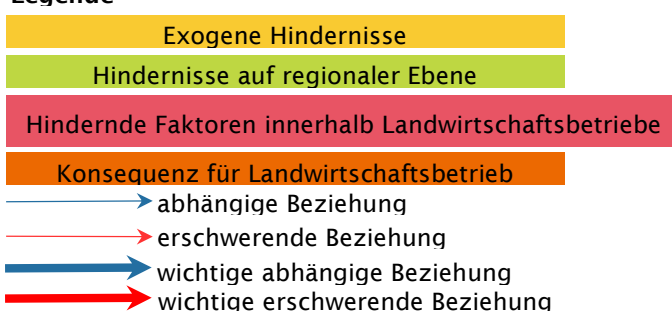 Legende
Exogene Hindernisse
Hindernisse auf regionaler Ebene
Hindernde Faktoren innerhalb Landwirtschaftsbetriebe
Konsequenz für Landwirtschaftsbetrieb
abhängige Beziehung
erschwerende Beziehung
wichtige abhängige Beziehung
wichtige erschwerende Beziehung